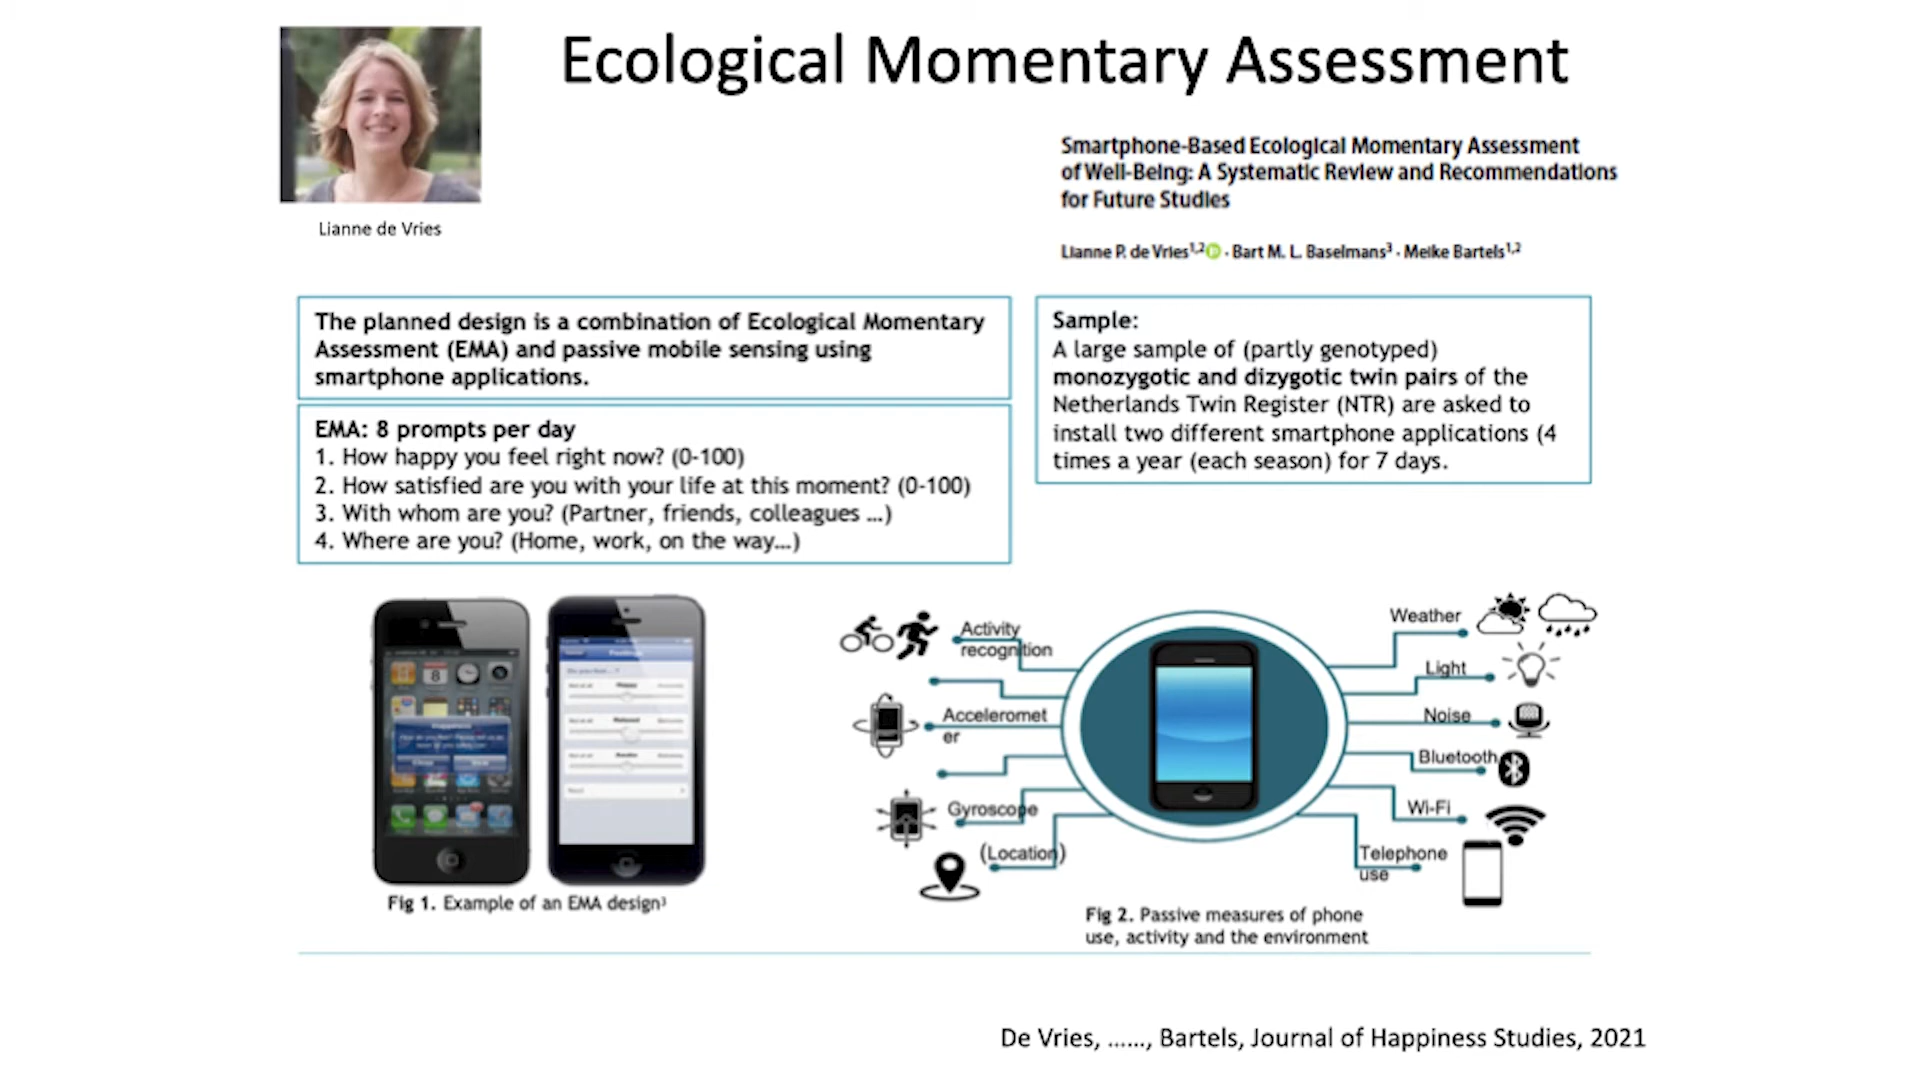 Ecological Momentary Assessment
Lianne de Vries
Smartphone-Based Ecological Momentary Assessment
of Well-Being: A Systematic Review and Recommendations
for Future Studies
Lianne P. de Vries1,2 · Bart M. L. Baselmans3 · Meike Bartels1,2
The planned design is a combination of Ecological Momentary
Assessment (EMA) and passive mobile sensing using
smartphone applications.
EMA: 8 prompts per day
1. How happy you feel right now? (0-100)
2. How satisfied are you with your life at this moment? (0-100)
3. With whom are you? (Partner, friends, colleagues …)
4. Where are you? (Home, work, on the way…)
Sample:
A large sample of (partly genotyped)
monozygotic and dizygotic twin pairs of the
Netherlands Twin Register (NTR) are asked to
install two different smartphone applications (4
times a year (each season) for 7 days.
Fig 1. Example of an EMA design3
Activity
recognition
Acceleromet
er
Gyroscope
(Location)
Weather
Light
Noise
Bluetooth
Wi-Fi
Telephone
use
Fig 2. Passive measures of phone
use, activity and the environment
De Vries, ……, Bartels, Journal of Happiness Studies, 2021